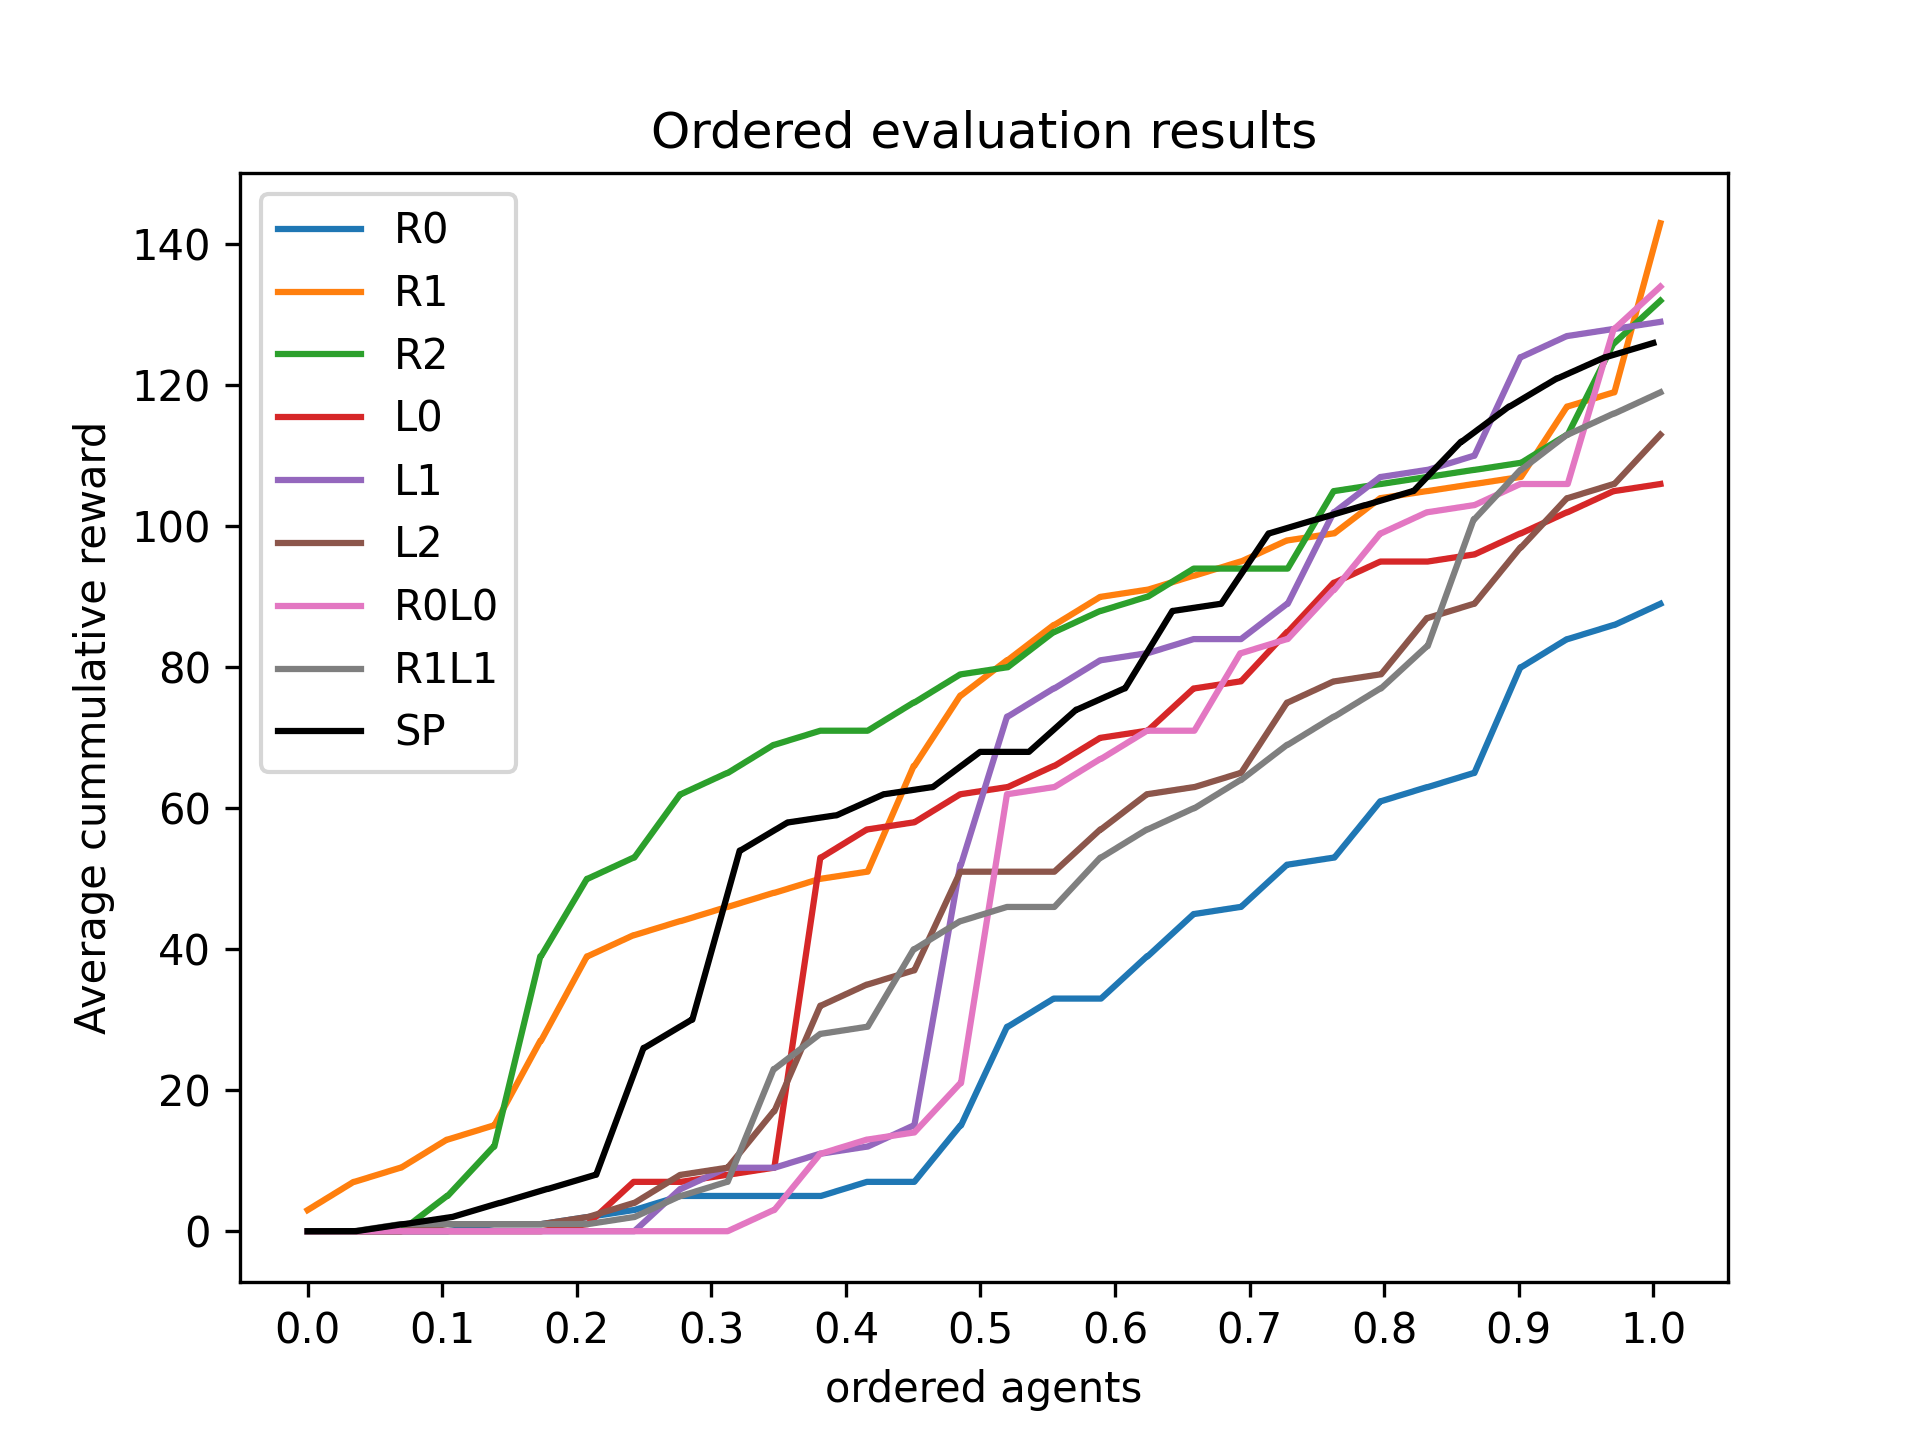 Ordered evaluation results
Average cummulative reward
140
120
100
80
60
40
20
0
R0
R1
R2
L0
L1
L2
R0L0
R1L1
SP
0.0 0.1 0.2 0.3 0.4 0.5 0.6 0.7 0.8 0.9 1.0
ordered agents